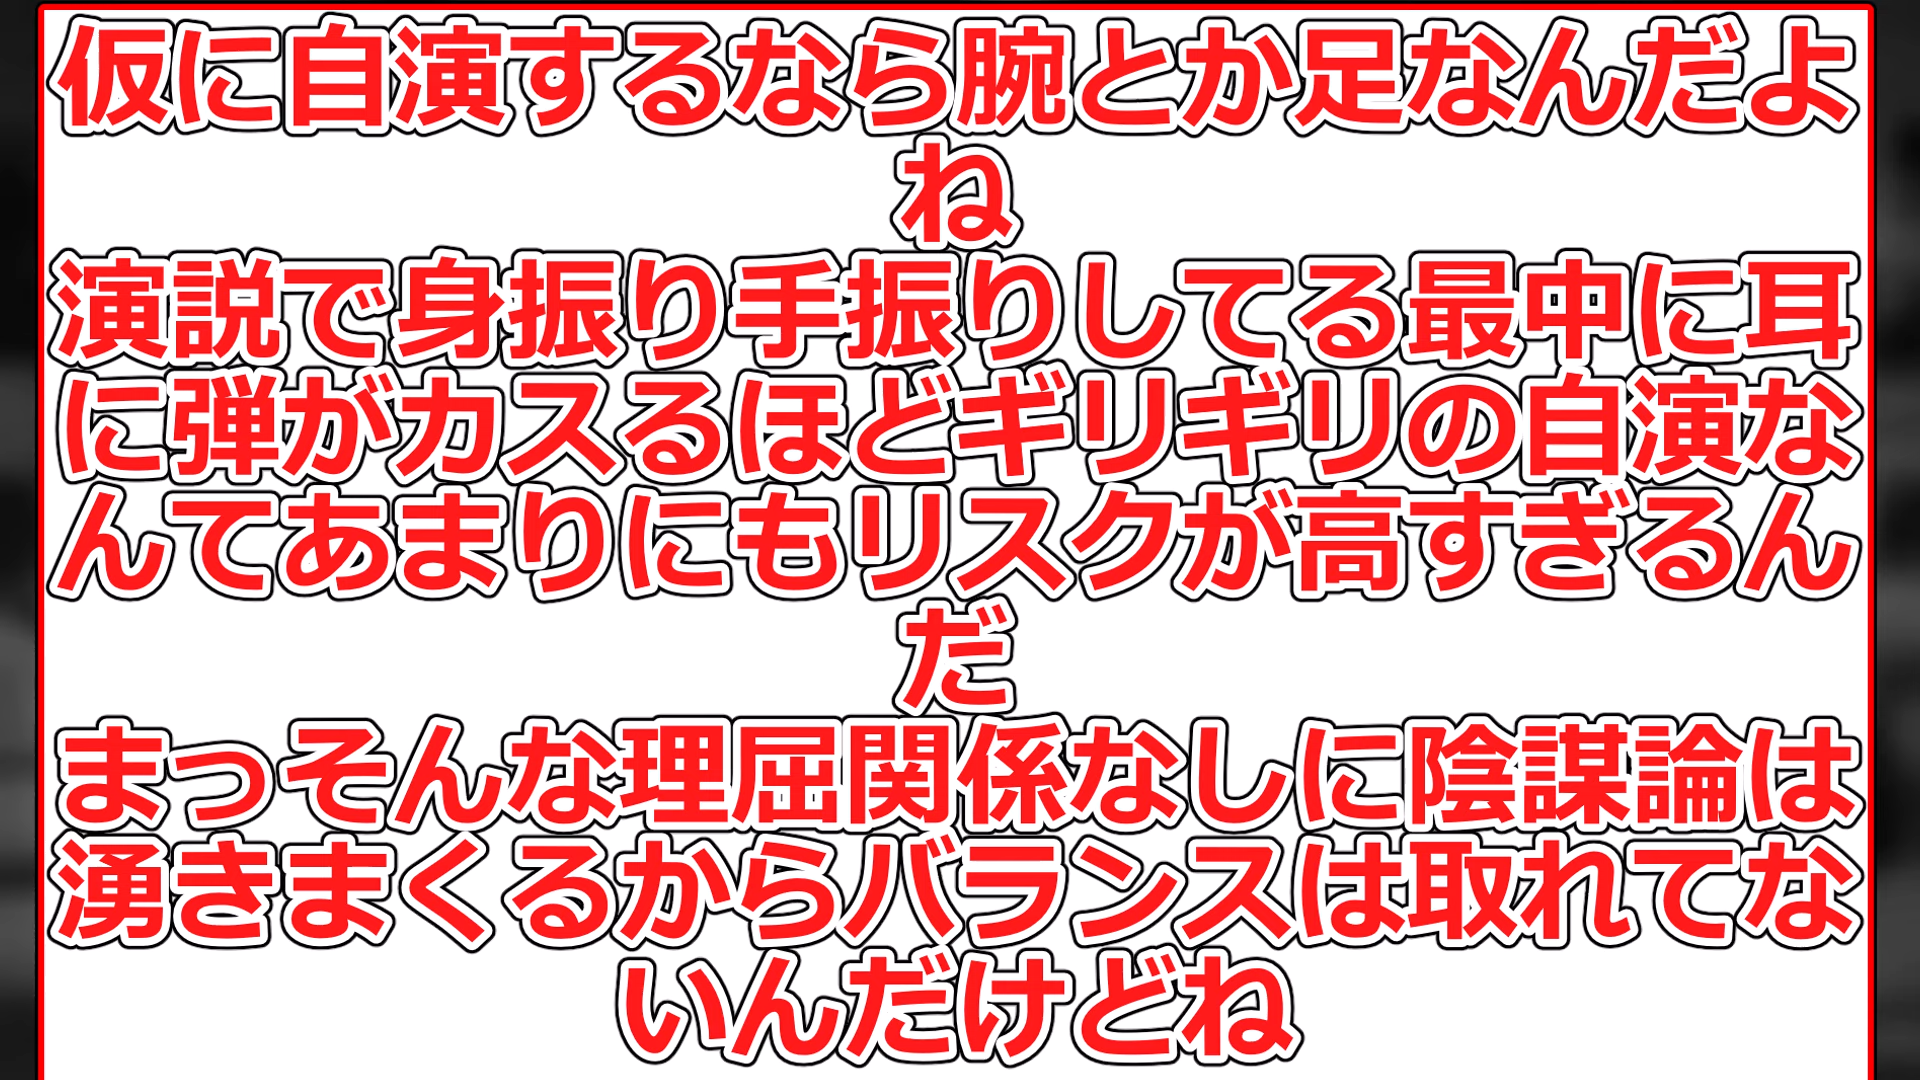 仮に自演するなら腕とか足なんだよ
ね
演説で身振り手振りしてる最中に耳
に弾がカスるほどギリギリの自演な
んてあまりにもリスクが高すぎるん
だ
まっそんな理屈関係なしに陰謀論は
湧きまくるからバランスは取れてな
いんだけどね